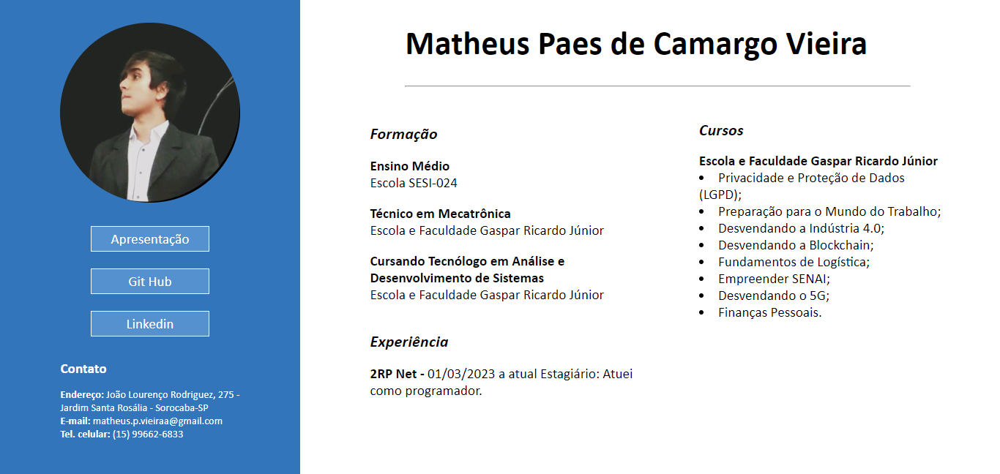 Apresentação
Git Hub
Linkedin
Contato
Endereço: João Lourenço Rodriguez, 275 -
Jardim Santa Rosália - Sorocaba-SP
E-mail: matheus.p.vieiraa@gmail.com
Tel. celular: (15) 99662-6833
Matheus Paes de Camargo Vieira
Formação
Ensino Médio
Escola SESI-024
Técnico em Mecatrônica
Escola e Faculdade Gaspar Ricardo Júnior
Cursando Tecnólogo em Análise e
Desenvolvimento de Sistemas
Escola e Faculdade Gaspar Ricardo Júnior
Experiência
2RP Net - 01/03/2023 a atual Estagiário: Atuei
como programador.
Cursos
Escola e Faculdade Gaspar Ricardo Júnior
• Privacidade e Proteção de Dados
(LGPD);
• Preparação para o Mundo do Trabalho;
• Desvendando a Indústria 4.0;
• Desvendando a Blockchain;
• Fundamentos de Logística;
• Empreender SENAI;
• Desvendando o 5G;
• Finanças Pessoais.